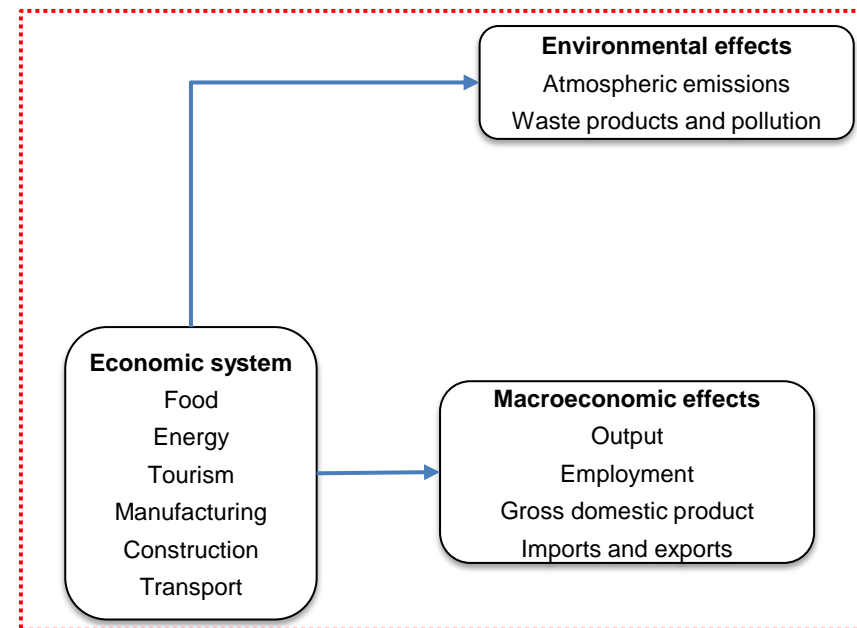 Environmental effects
Atmospheric emissions
Waste products and pollution
Economic system
Food
Energy
Tourism
Manufacturing
Construction
Transport
Macroeconomic effects
Output
Employment
Gross domestic product
Imports and exports